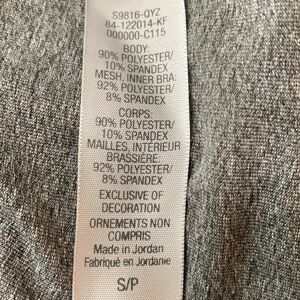 S9816-QYZ
84-122014-KF
000000-C115
BODY:
90% POLYESTER/
10% SPANDEX
MESH, INNER BRA:
92% POLYESTER/
8% SPANDEX
CORPS:
90% POLYESTER/
10% SPANDEX
MAILLES, INTÉRIEUR
BRASSIÈRE:
92% POLYESTER/
8% SPANDEX
EXCLUSIVE OF
DECORATION
ORNEMENTS NON
COMPRIS
Made in Jordan
Fabriqué en Jordanie
S/P